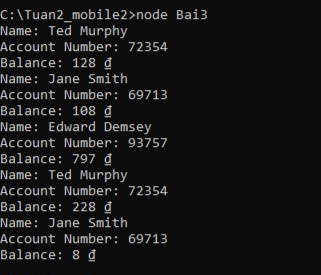 C:\Tuan2_mobile2>node Bai3
Name: Ted Murphy
Account Number: 72354
Balance: 128 ₫
Name: Jane Smith
Account Number: 69713
Balance: 108 ₫
Name: Edward Demsey
Account Number: 93757
Balance: 797 ₫
Name: Ted Murphy
Account Number: 72354
Balance: 228 ₫
Name: Jane Smith
Account Number: 69713
Balance: 8 ₫